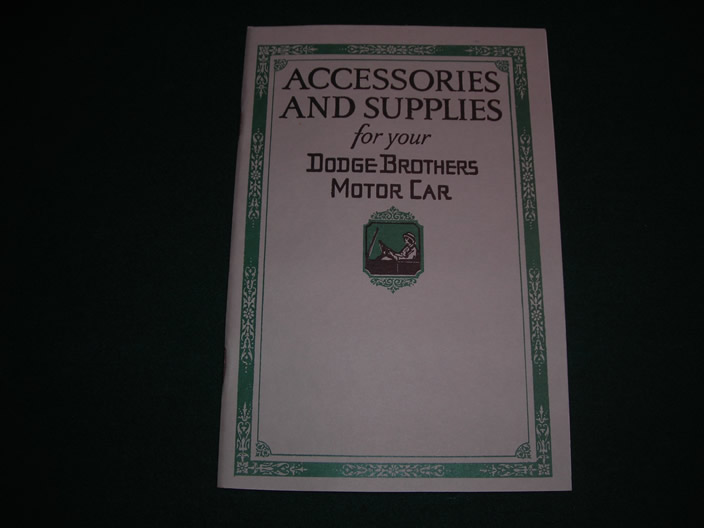 ACCESSORIES
AND SUPPLIES
for your
DODGE BROTHERS
MOTOR CAR